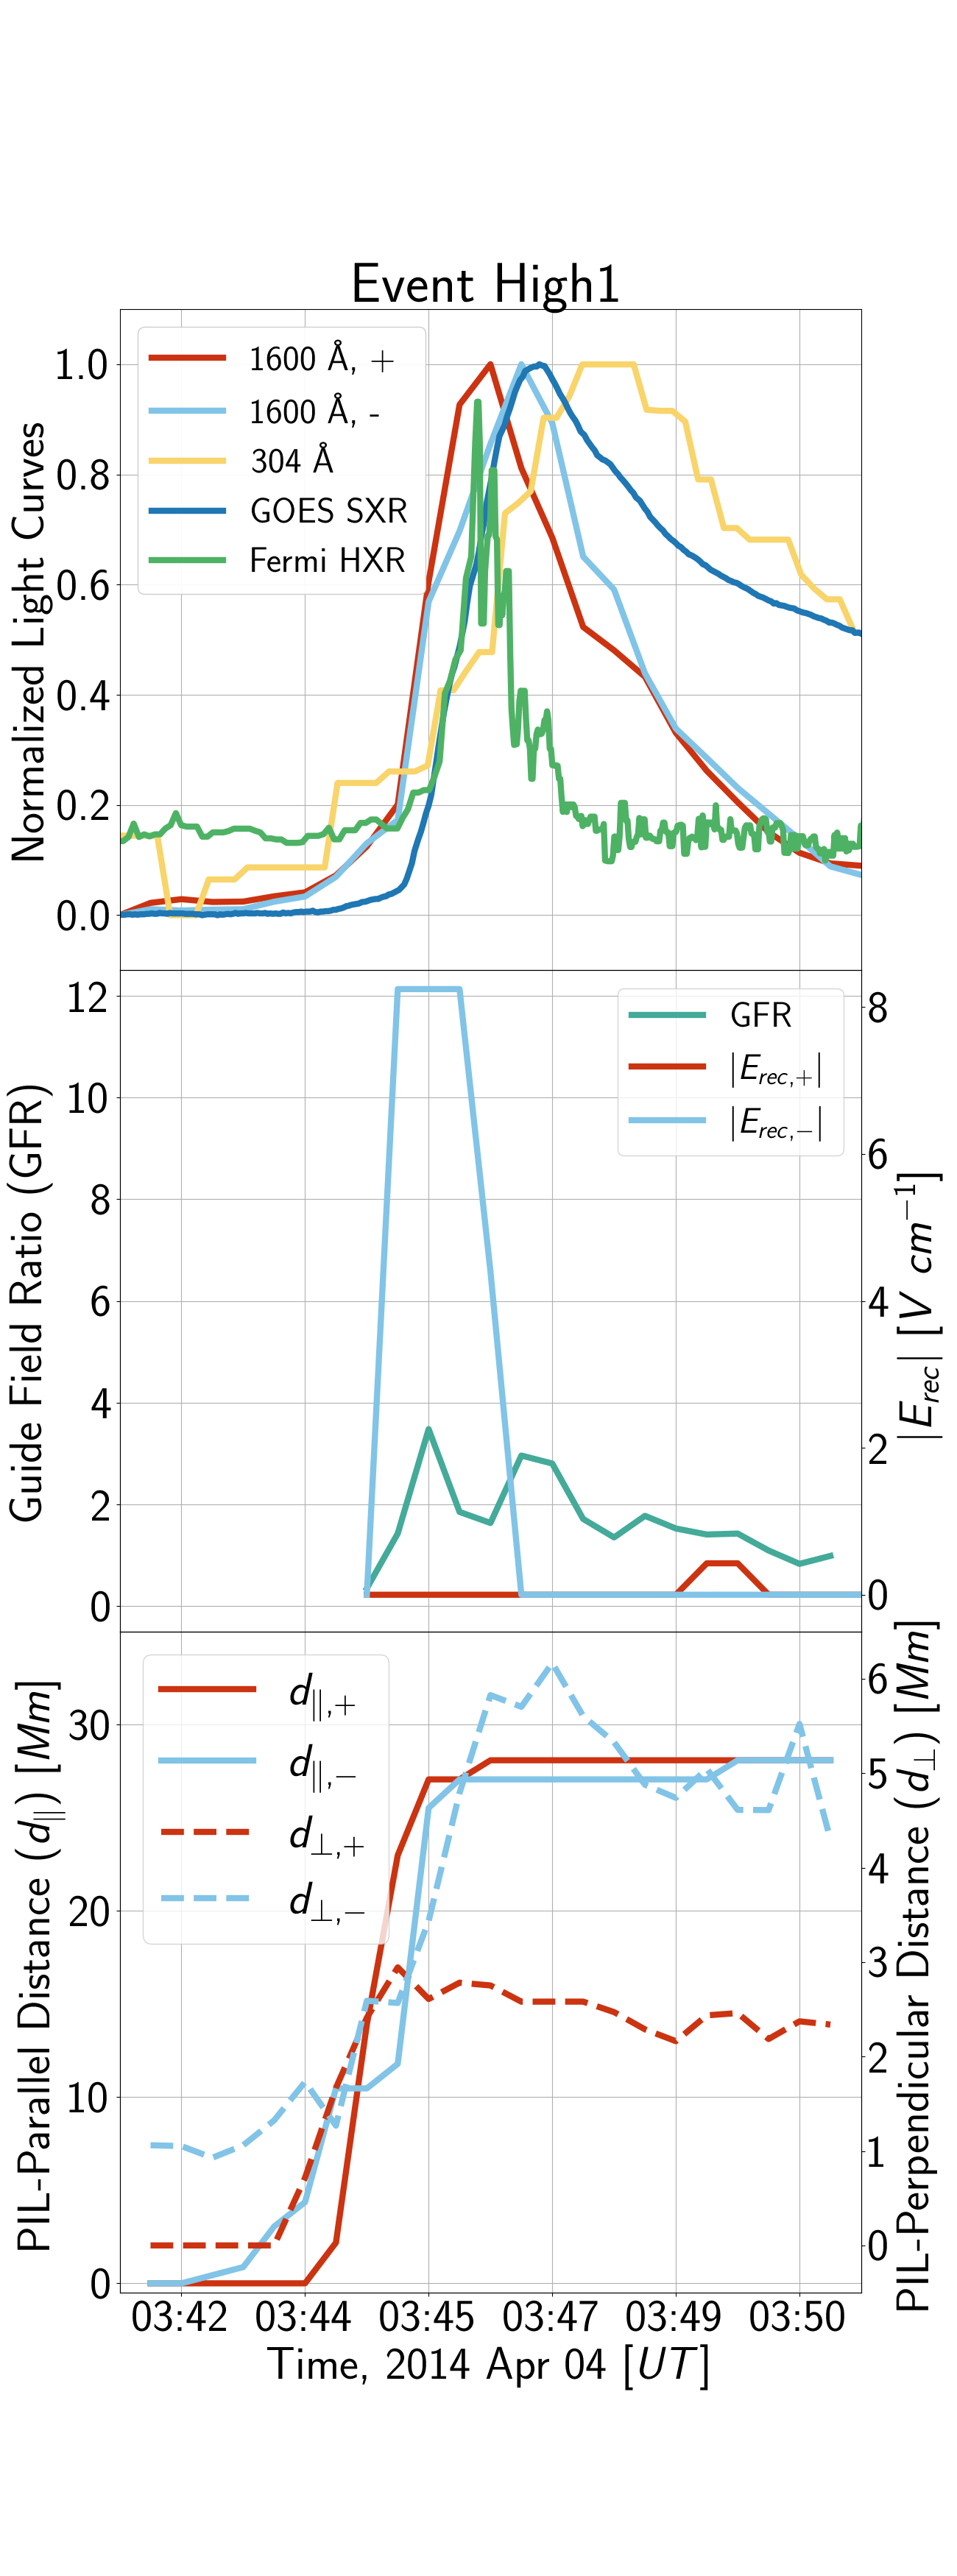 Event High1
Normalized Light Curves
1.0
0.8
0.6
0.4
0.2
0.0
1600 Å, +
1600 Å, -
304 Å
GOES SXR
Fermi HXR
Guide Field Ratio (GFR)
12
10
8
6
4
2
0
GFR
|E_{rec,+}|
|E_{rec,−}|
8
6
4
2
0
|E_{rec}| [V cm^{−1}]
PIL-Parallel Distance (d_{∥}) [Mm]
30
20
10
0
d_{∥,+}
d_{∥,−}
d_{⊥,+}
d_{⊥,−}
6
5
4
3
2
1
0
PIL-Perpendicular Distance (d_{⊥}) [Mm]
03:42 03:44 03:45 03:47 03:49 03:50
Time, 2014 Apr 04 [UT]